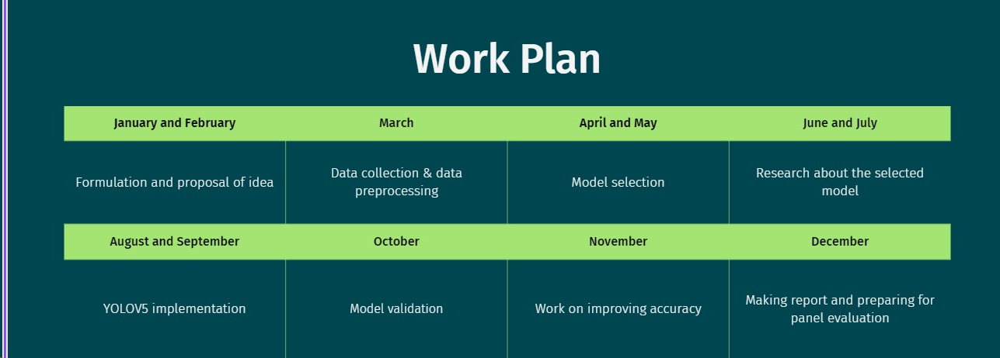 Work Plan
January and February
March
April and May
June and July
Formulation and proposal of idea
Data collection & data
preprocessing
Model selection
Research about the selected
model
August and September
October
November
December
YOLOV5 implementation
Model validation
Work on improving accuracy
Making report and preparing for
panel evaluation